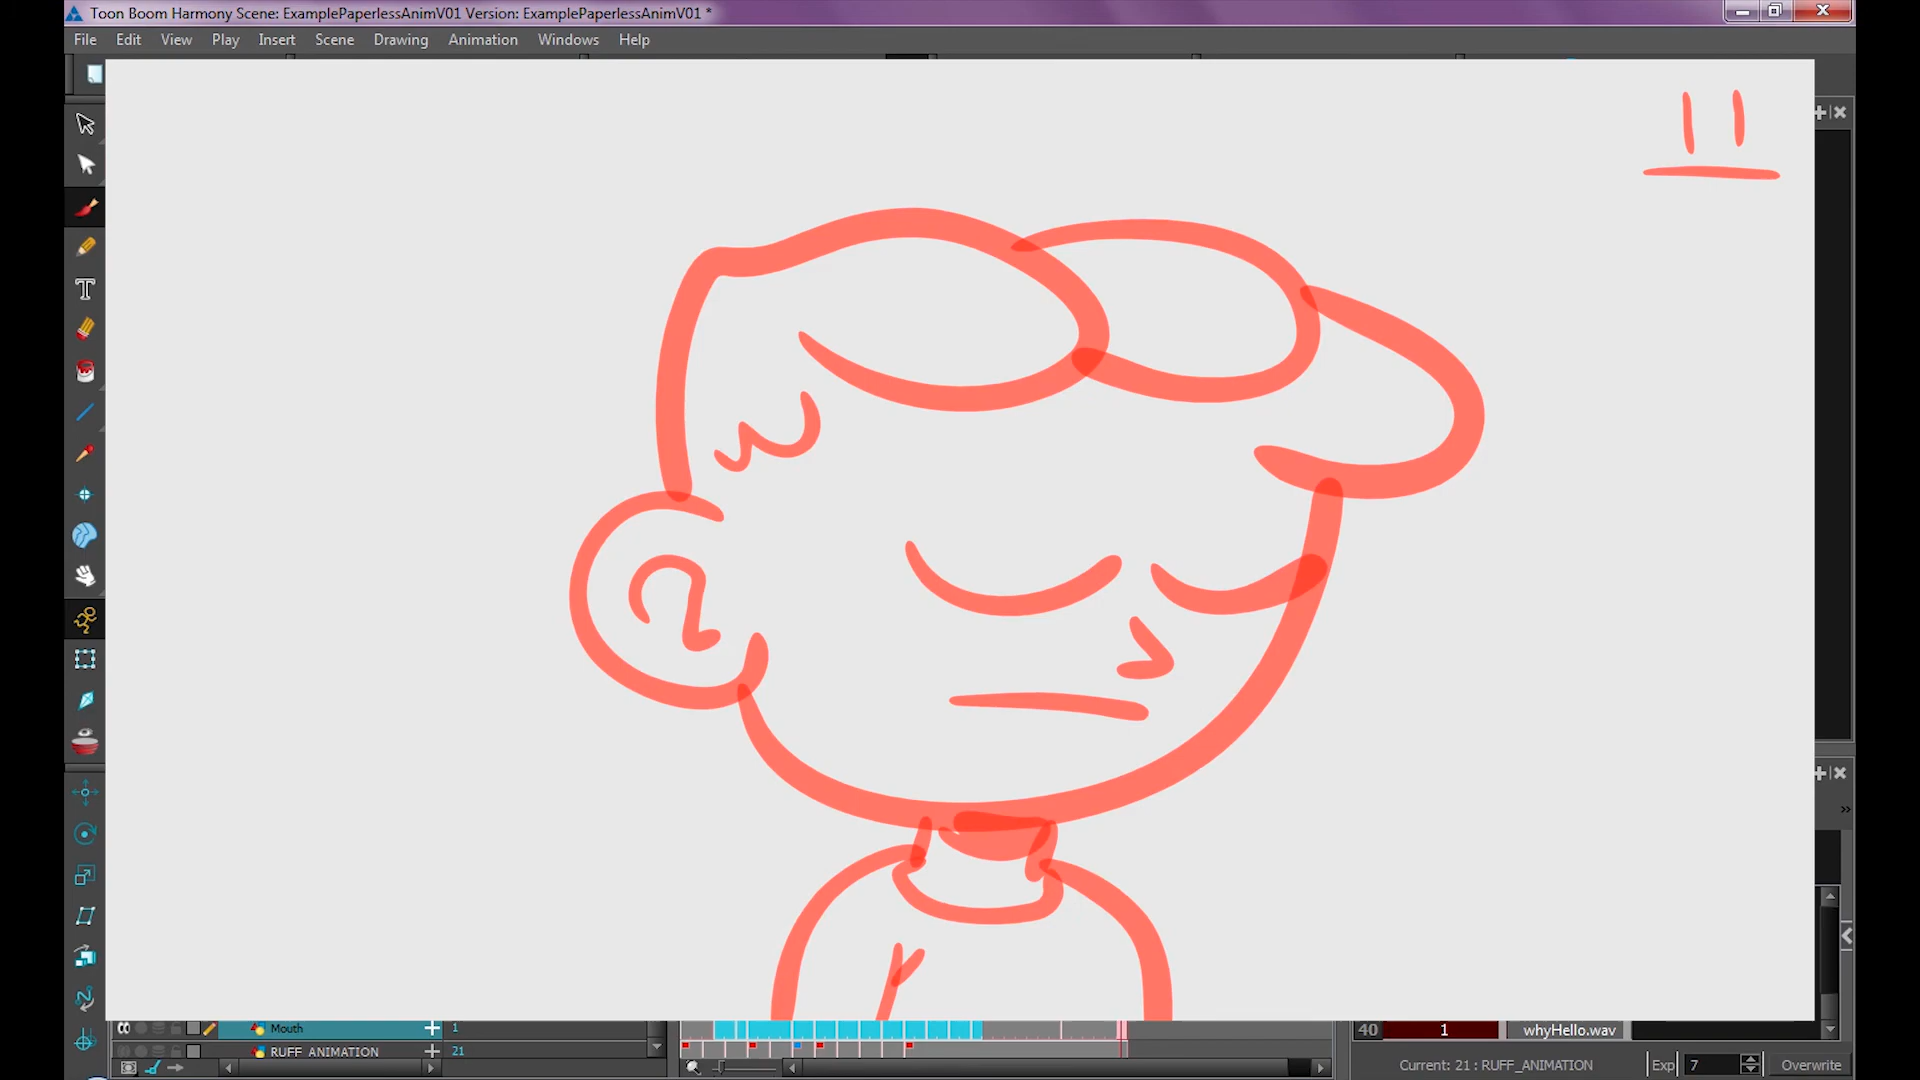 Toon Boom Harmony Scene: ExamplePaperlessAnimV01 Version: ExamplePaperlessAnimV01 *
File Edit View Play Insert Scene Drawing Animation Windows Help
11
Mouth 1
RUFF_ANIMATION 21
40 1 whyHello.wav
Current: 21 : RUFF_ANIMATION Exp 7 Overwrite